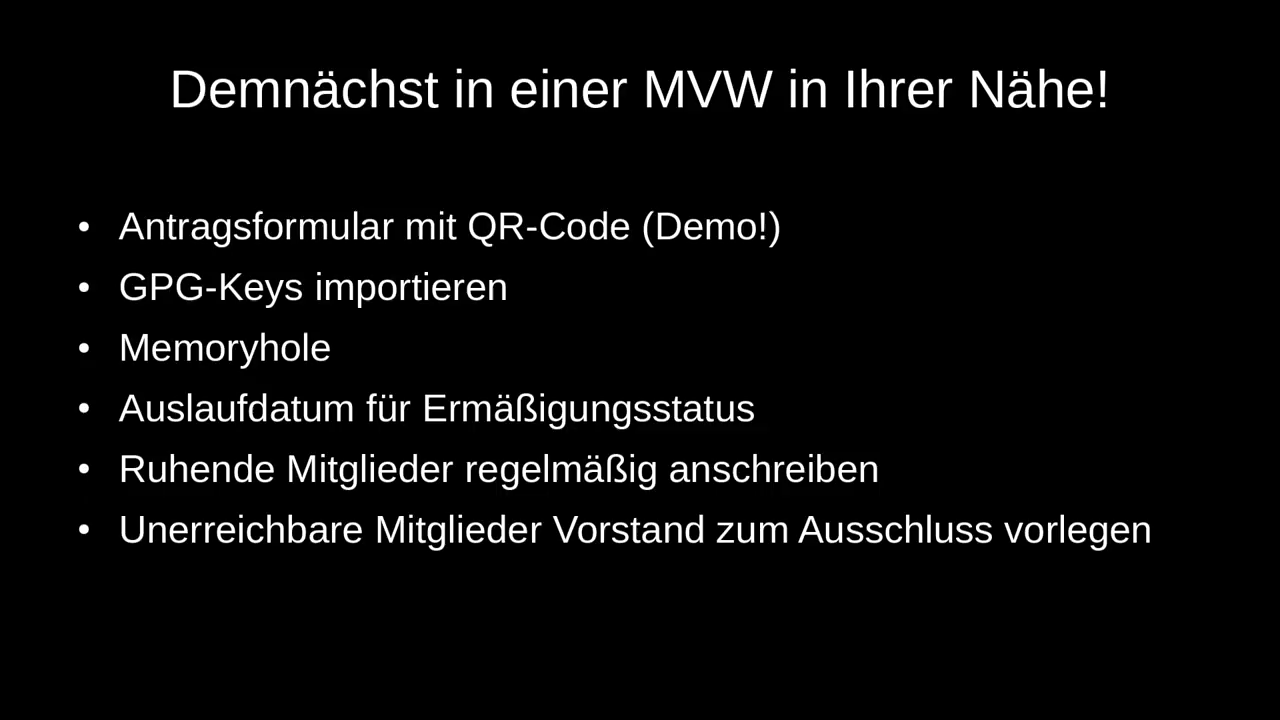 Demnächst in einer MVW in Ihrer Nähe!
• Antragsformular mit QR-Code (Demo!)
• GPG-Keys importieren
• Memoryhole
• Auslaufdatum für Ermäßigungsstatus
• Ruhende Mitglieder regelmäßig anschreiben
• Unerreichbare Mitglieder Vorstand zum Ausschluss vorlegen